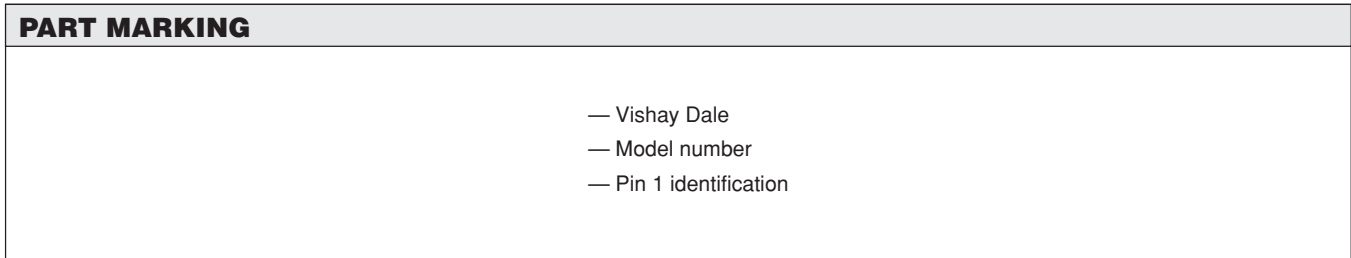 PART MARKING
— Vishay Dale
— Model number
— Pin 1 identification